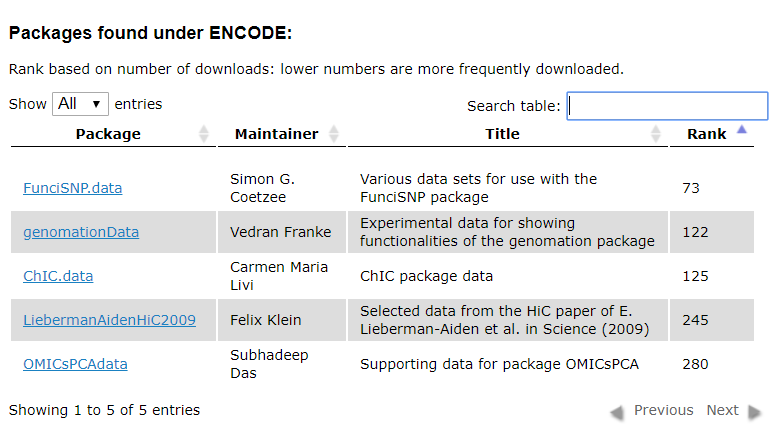 Packages found under ENCODE:
Rank based on number of downloads: lower numbers are more frequently downloaded.
Show All entries Search table:
Package Maintainer Title Rank
FunciSNP.data Simon G. Coetzee Various data sets for use with the FunciSNP package 73
genomationData Vedran Franke Experimental data for showing functionalities of the genomation package 122
ChIC.data Carmen Maria Livi ChIC package data 125
LiebermanAidenHiC2009 Felix Klein Selected data from the HiC paper of E. Lieberman-Aiden et al. in Science (2009) 245
OMICsPCAdata Subhadeep Das Supporting data for package OMICsPCA 280
Showing 1 to 5 of 5 entries Previous Next